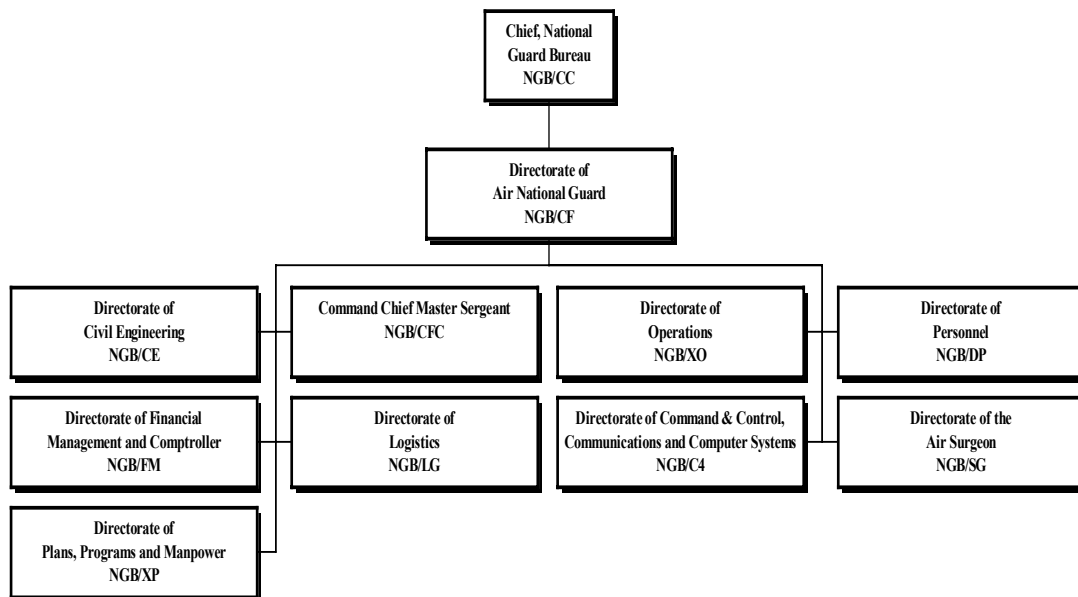 Chief, National
Guard Bureau
NGB/CC
Directorate of
Air National Guard
NGB/CF
Directorate of
Civil Engineering
NGB/CE
Command Chief Master Sergeant
NGB/CFC
Directorate of
Operations
NGB/XO
Directorate of
Personnel
NGB/DP
Directorate of Financial
Management and Comptroller
NGB/FM
Directorate of
Logistics
NGB/LG
Directorate of Command & Control,
Communications and Computer Systems
NGB/C4
Directorate of the
Air Surgeon
NGB/SG
Directorate of
Plans, Programs and Manpower
NGB/XP